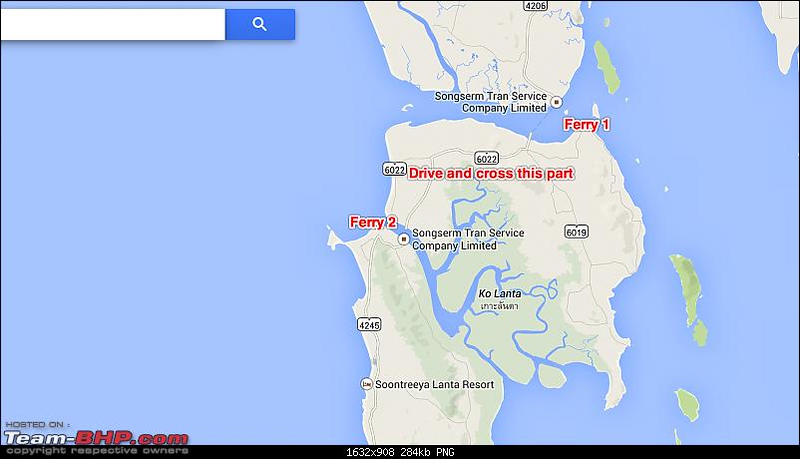 4206
Songserm Tran Service
Company Limited
Ferry 1
6022
6022
Drive and cross this part
Ferry 2
Songserm Tran Service
Company Limited
6019
Ko Lanta
เกาะลันตา
4245
Soontreeya Lanta Resort
HOSTED ON :
Team-BHP.com
copyright respective owners
1632x908 284kb PNG